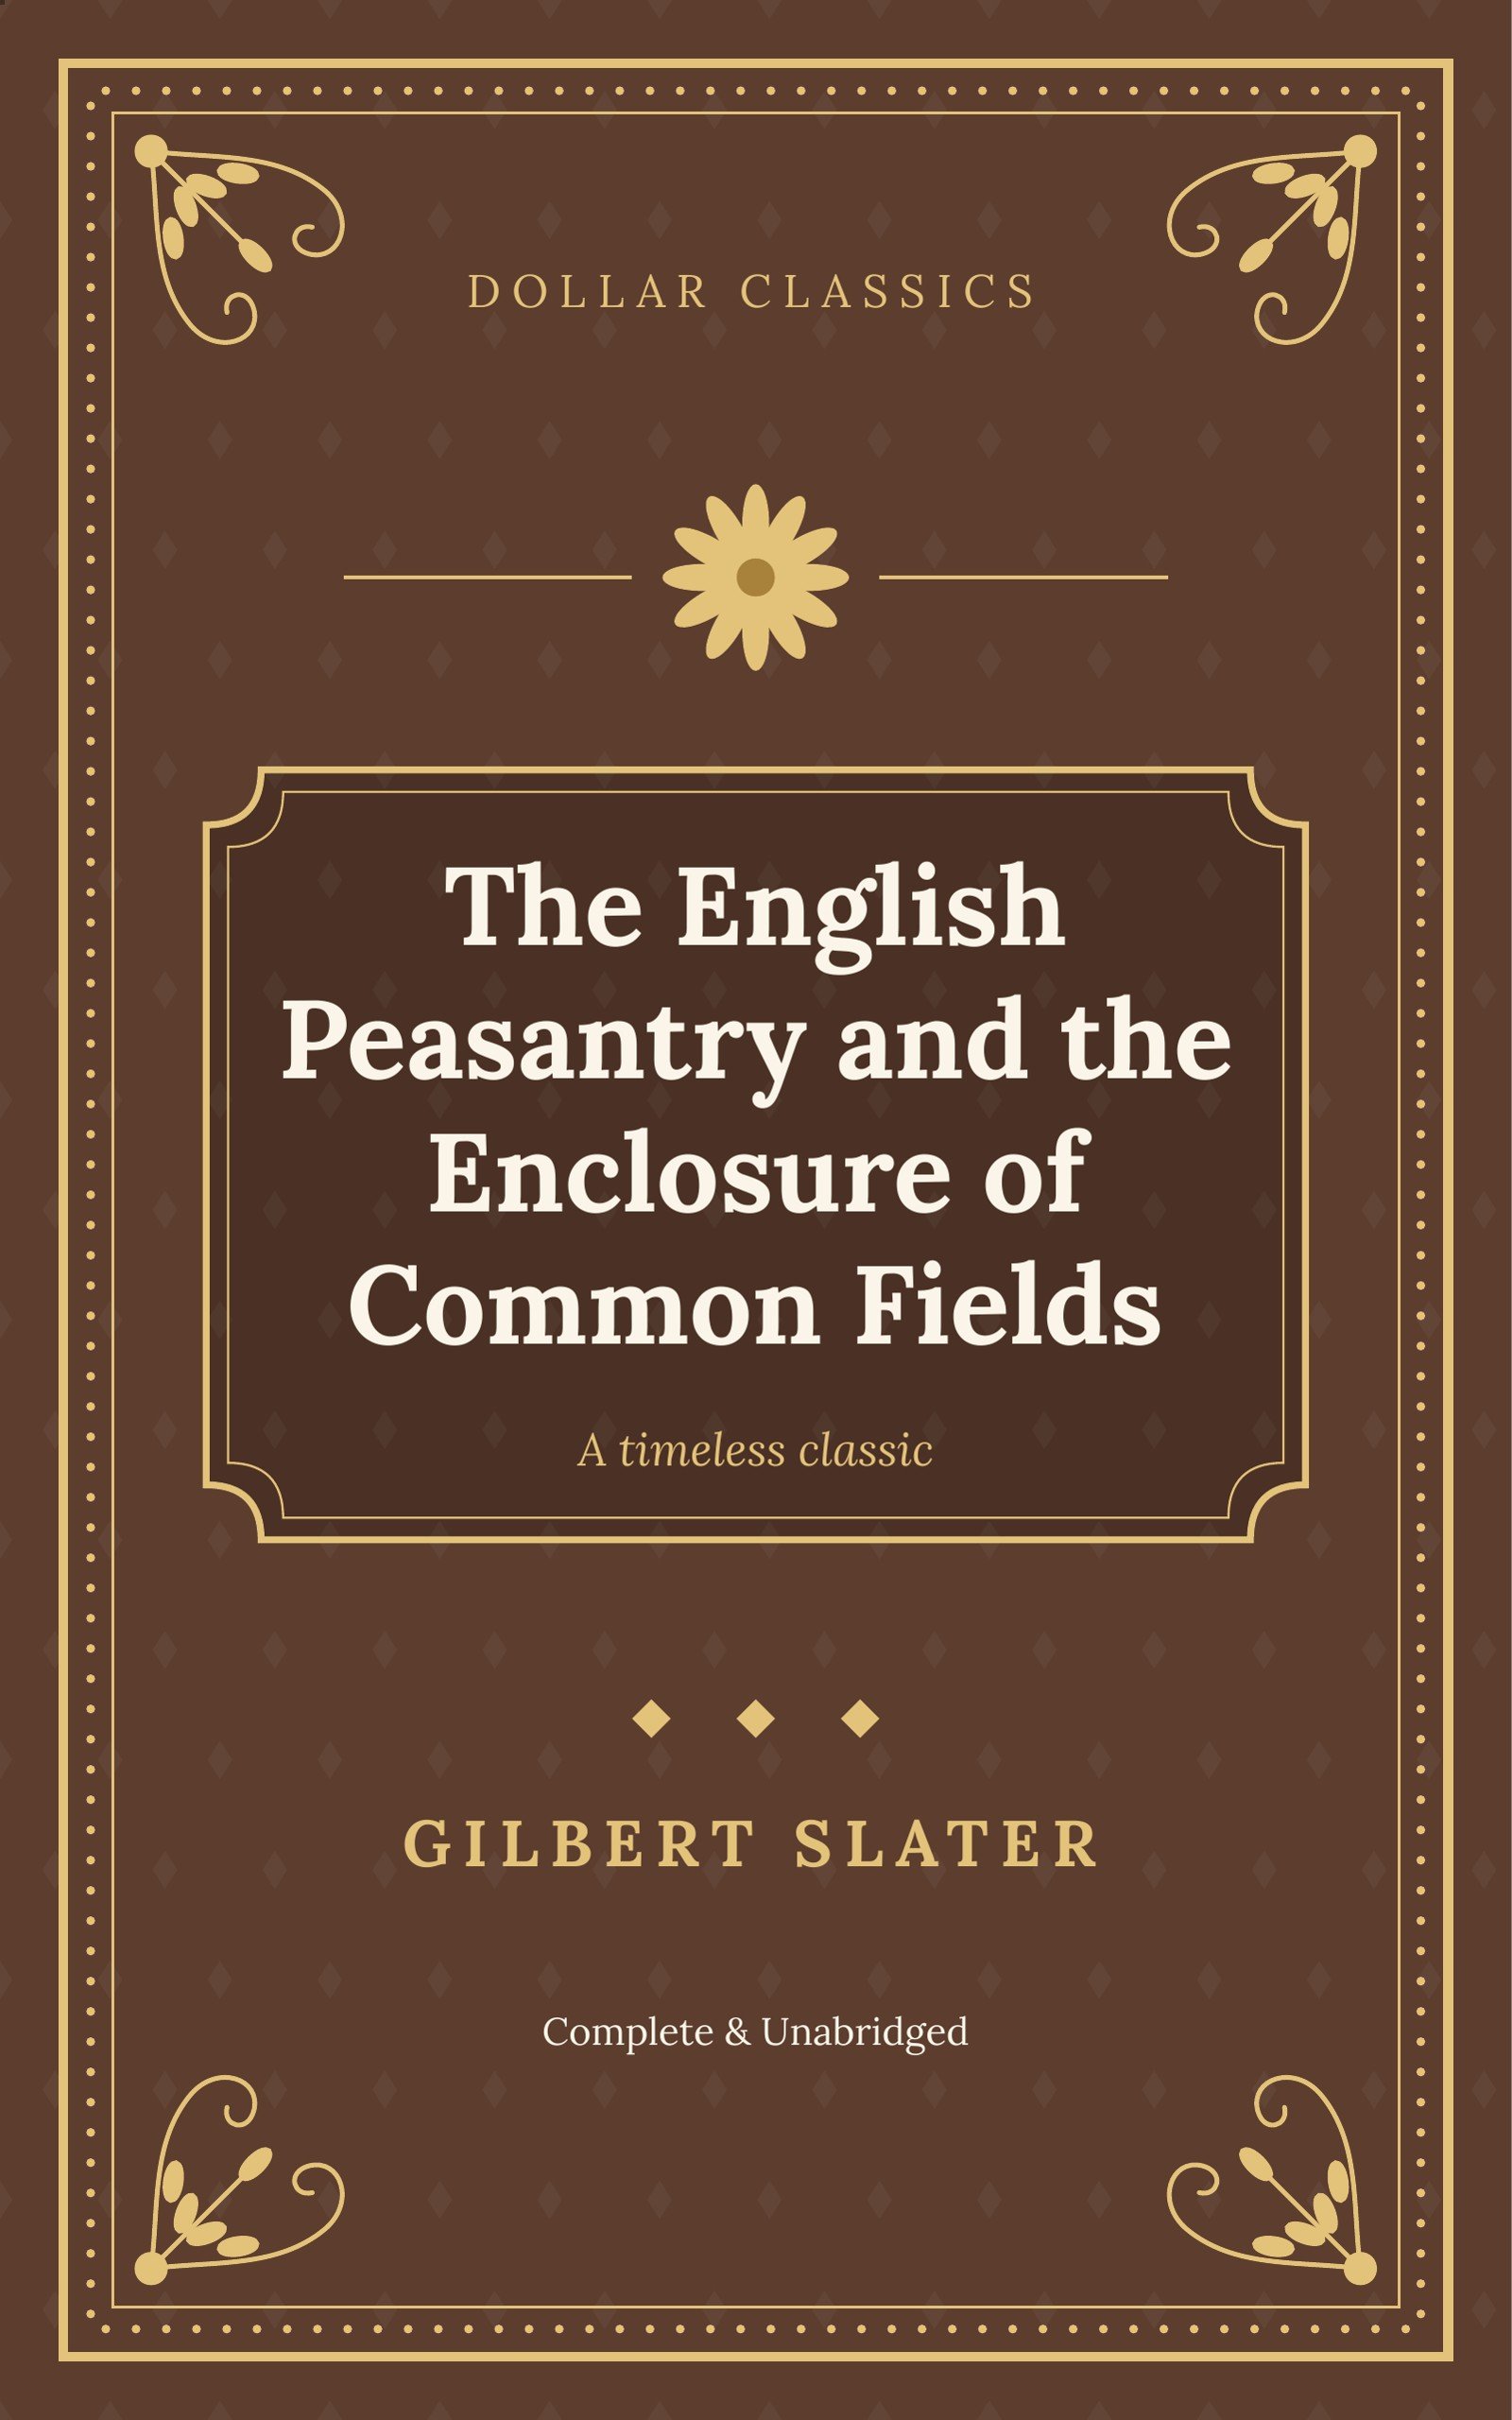 DOLLAR CLASSICS
The English
Peasantry and the
Enclosure of
Common Fields
A timeless classic
GILBERT SLATER
Complete & Unabridged